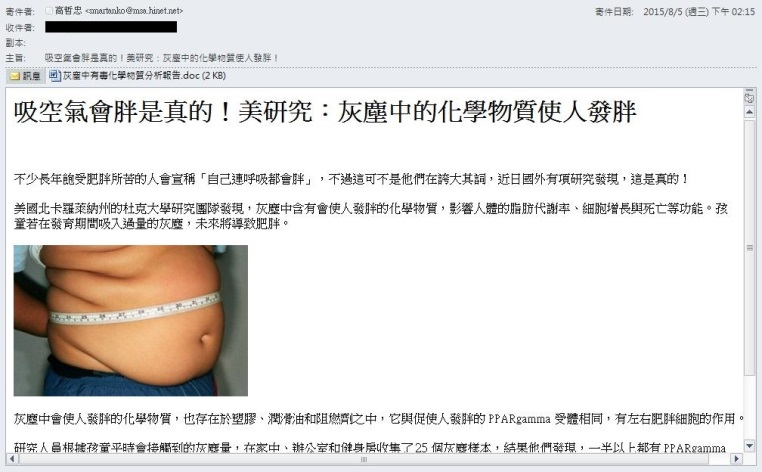 寄件者: 高哲忠 <smartanko@msa.hinet.net> 寄件日期: 2015/8/5 (週三) 下午 02:15
收件者:
副本:
主旨: 吸空氣會胖是真的！美研究：灰塵中的化學物質使人發胖！
訊息 灰塵中有毒化學物質分析報告.doc (2 KB)
吸空氣會胖是真的！美研究：灰塵中的化學物質使人發胖
不少長年飽受肥胖所苦的人會宣稱「自己連呼吸都會胖」，不過這可不是他們在誇大其詞，近日國外有項研究發現，這是真的！
美國北卡羅萊納州的杜克大學研究團隊發現，灰塵中含有會使人發胖的化學物質，影響人體的脂肪代謝率、細胞增長與死亡等功能。孩
童若在發育期間吸入過量的灰塵，未來將導致肥胖。
灰塵中會使人發胖的化學物質，也存在於塑膠、潤滑油和阻燃劑之中，它與促使人發胖的 PPARgamma 受體相同，有左右肥胖細胞的作用。
研究人員根據孩童平時會接觸到的灰塵量，在家中、辦公室和健身房收集了 25 個灰塵樣本，結果他們發現，一半以上都有 PPARgamma